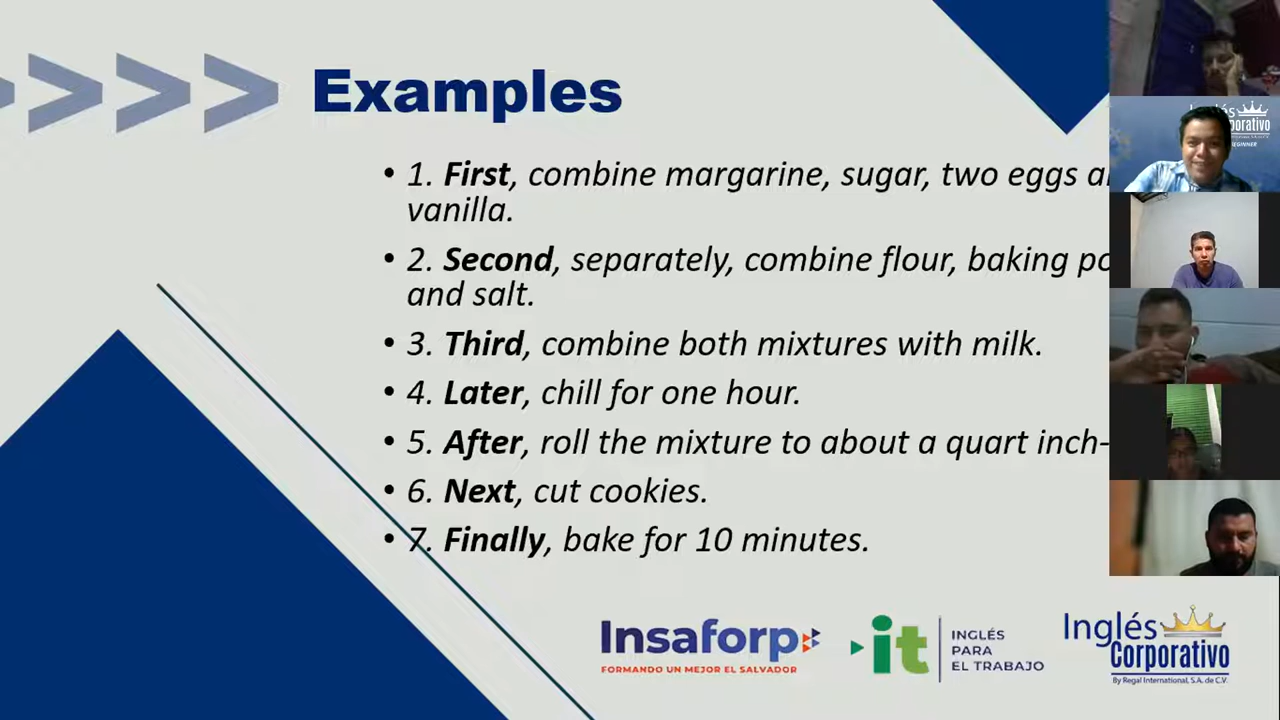 Examples
• 1. First, combine margarine, sugar, two eggs
vanilla.
• 2. Second, separately, combine flour, baking
and salt.
• 3. Third, combine both mixtures with milk.
• 4. Later, chill for one hour.
• 5. After, roll the mixture to about a quart inch-
• 6. Next, cut cookies.
• 7. Finally, bake for 10 minutes.
Insaforp
FORMANDO UN MEJOR EL SALVADOR
it
INGLÉS
PARA
EL TRABAJO
Inglés
Corporativo
By Regal International, S.A. de C.V.